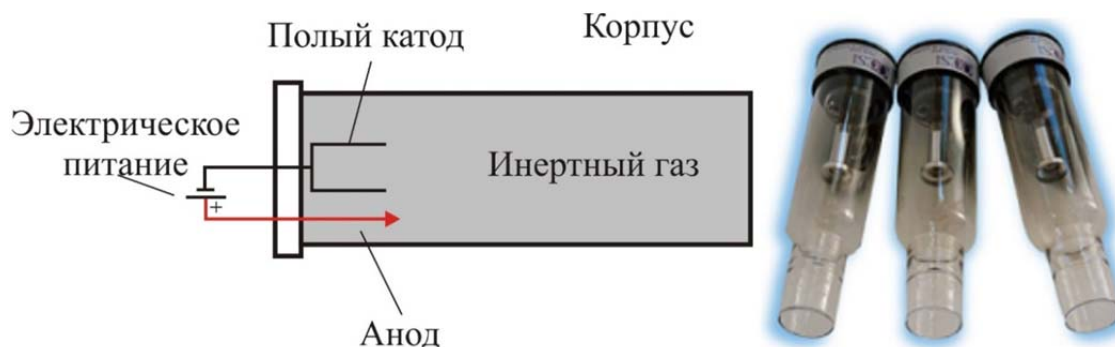 Полый катод
Корпус
Электрическое
питание
+
Инертный газ
Анод